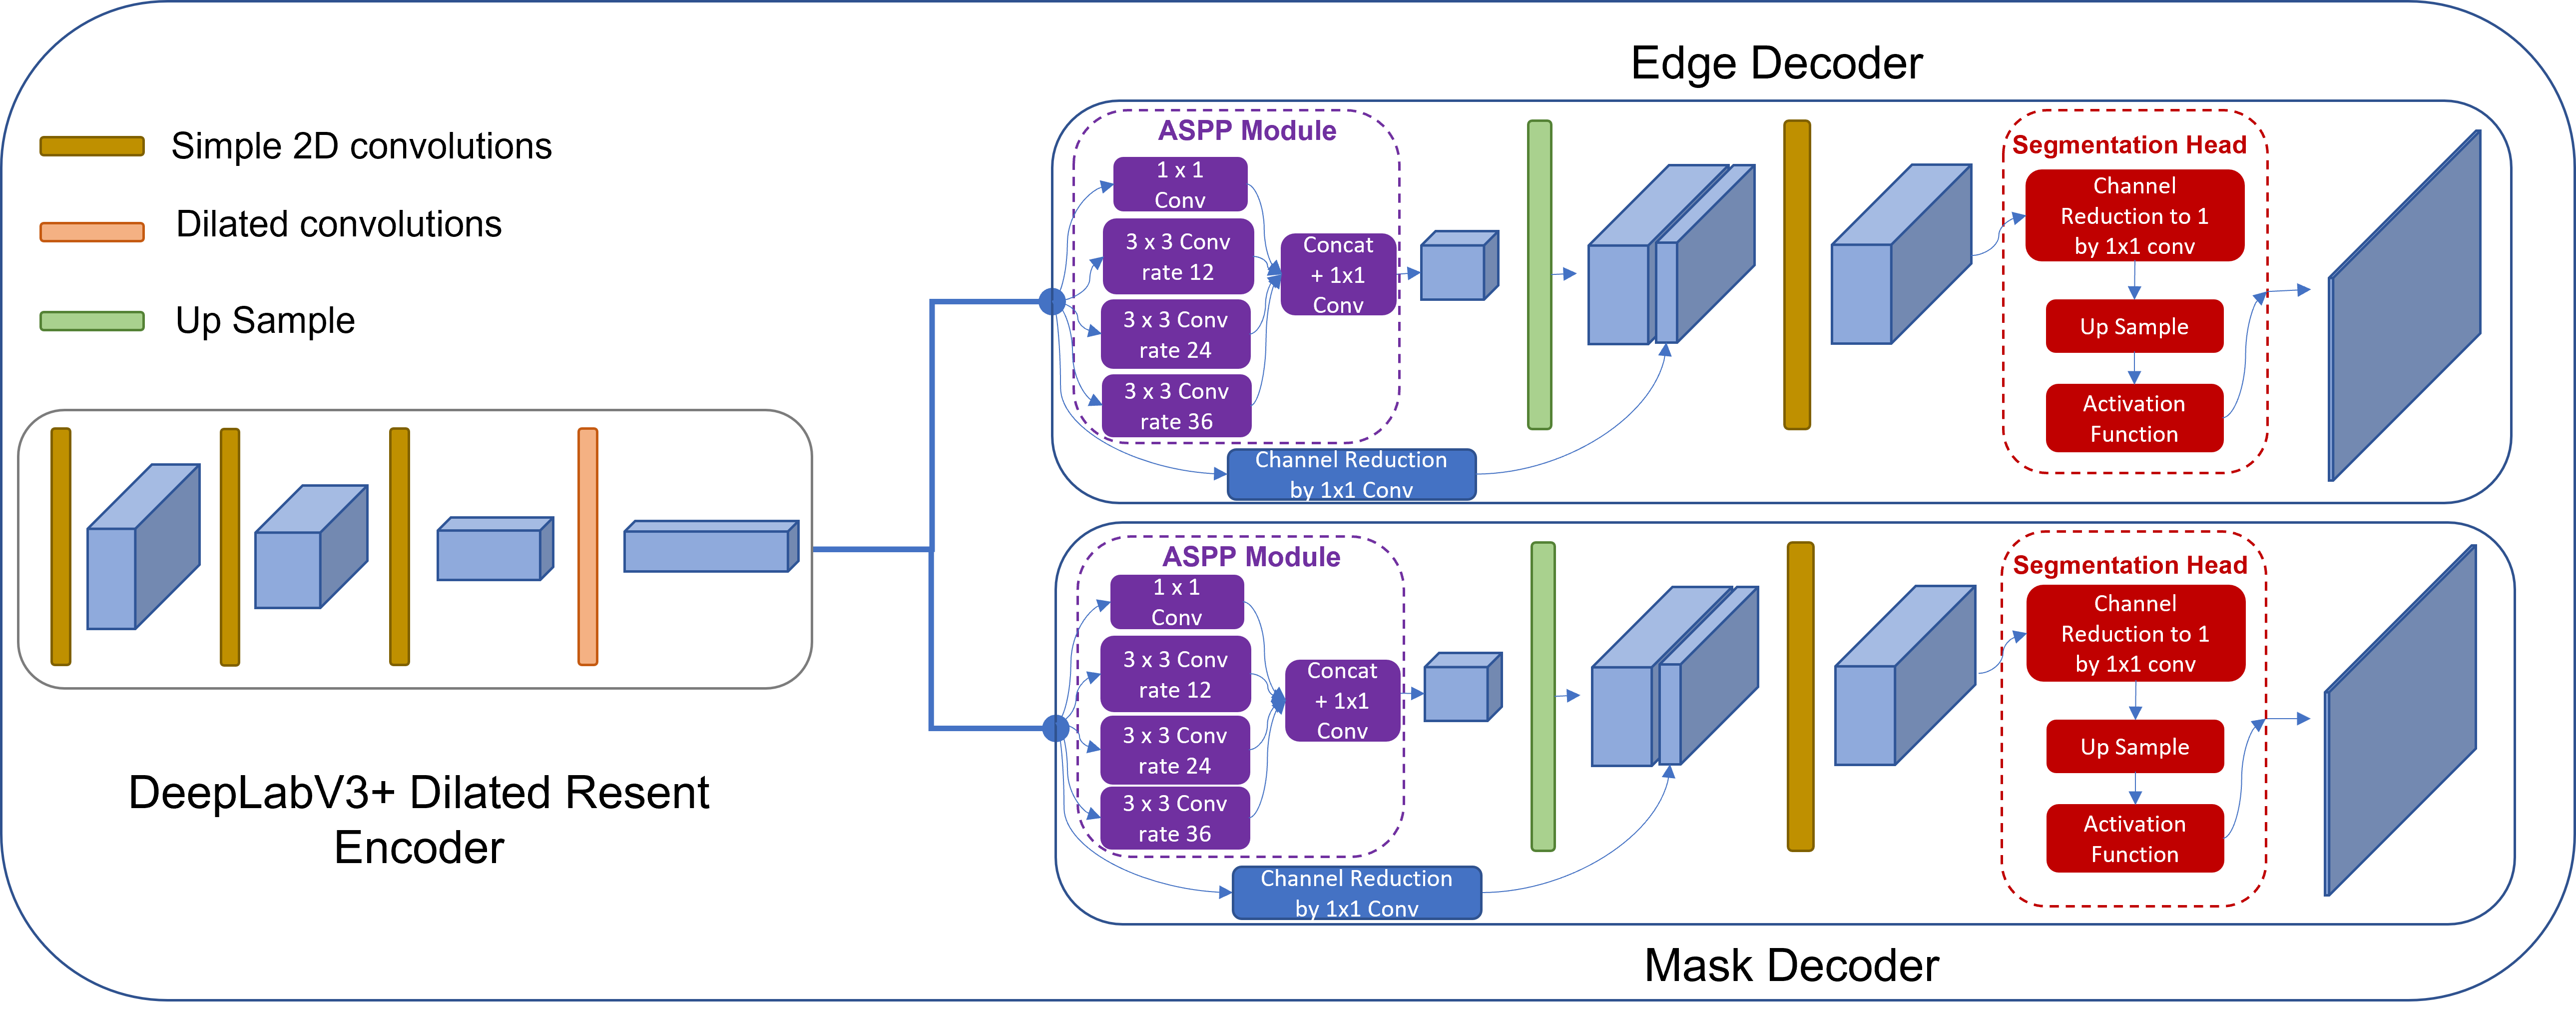 Simple 2D convolutions
Dilated convolutions
Up Sample
DeepLabV3+ Dilated Resent
Encoder
Edge Decoder
ASPP Module
1 x 1
Conv
3 x 3 Conv
rate 12
3 x 3 Conv
rate 24
3 x 3 Conv
rate 36
Concat
+ 1x1
Conv
Channel Reduction
by 1x1 Conv
Segmentation Head
Channel
Reduction to 1
by 1x1 conv
Up Sample
Activation
Function
ASPP Module
1 x 1
Conv
3 x 3 Conv
rate 12
3 x 3 Conv
rate 24
3 x 3 Conv
rate 36
Concat
+ 1x1
Conv
Channel Reduction
by 1x1 Conv
Segmentation Head
Channel
Reduction to 1
by 1x1 conv
Up Sample
Activation
Function
Mask Decoder